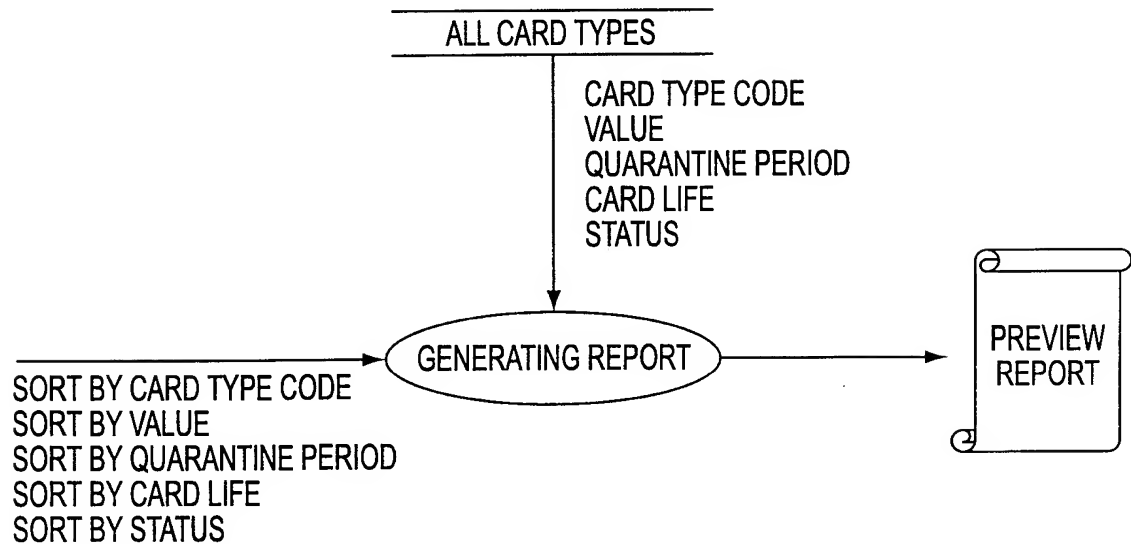 ALL CARD TYPES
CARD TYPE CODE
VALUE
QUARANTINE PERIOD
CARD LIFE
STATUS
GENERATING REPORT
PREVIEW
REPORT
SORT BY CARD TYPE CODE
SORT BY VALUE
SORT BY QUARANTINE PERIOD
SORT BY CARD LIFE
SORT BY STATUS